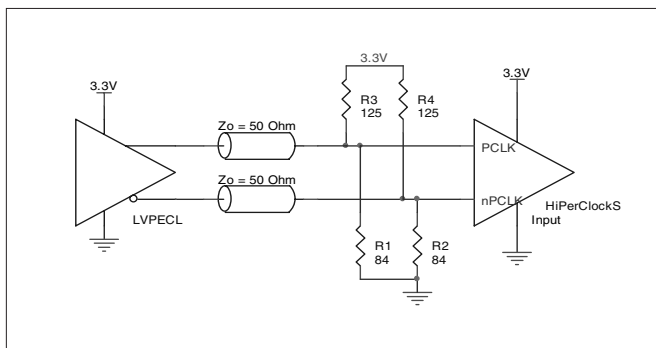 3.3V
3.3V
3.3V
R3
125
R4
125
Zo = 50 Ohm
PCLK
Zo = 50 Ohm
nPCLK
HiPerClockS
Input
LVPECL
R1
84
R2
84